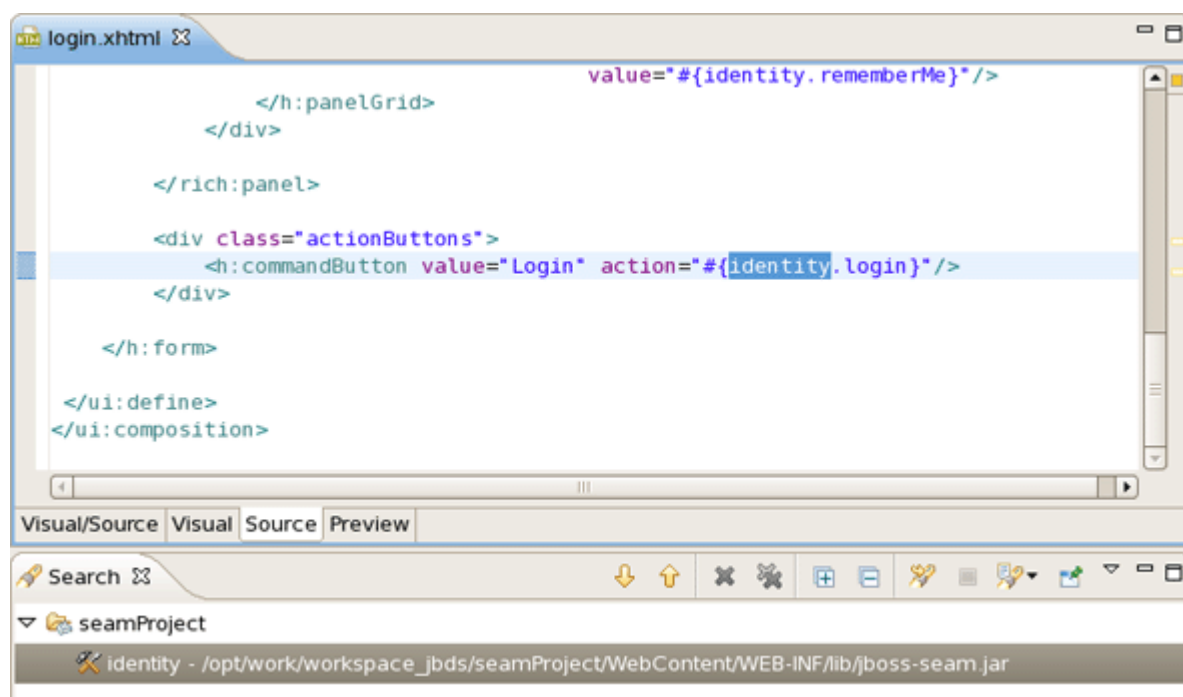 login.xhtml
value="#{identity.rememberMe}"/>
</h:panelGrid>
</div>
</rich:panel>
<div class="actionButtons">
<h:commandButton value="Login" action="#{identity.login}"/>
</div>
</h:form>
</ui:define>
</ui:composition>
Visual/Source Visual Source Preview
Search
seamProject
identity - /opt/work/workspace_jbds/seamProject/WebContent/WEB-INF/lib/jboss-seam.jar